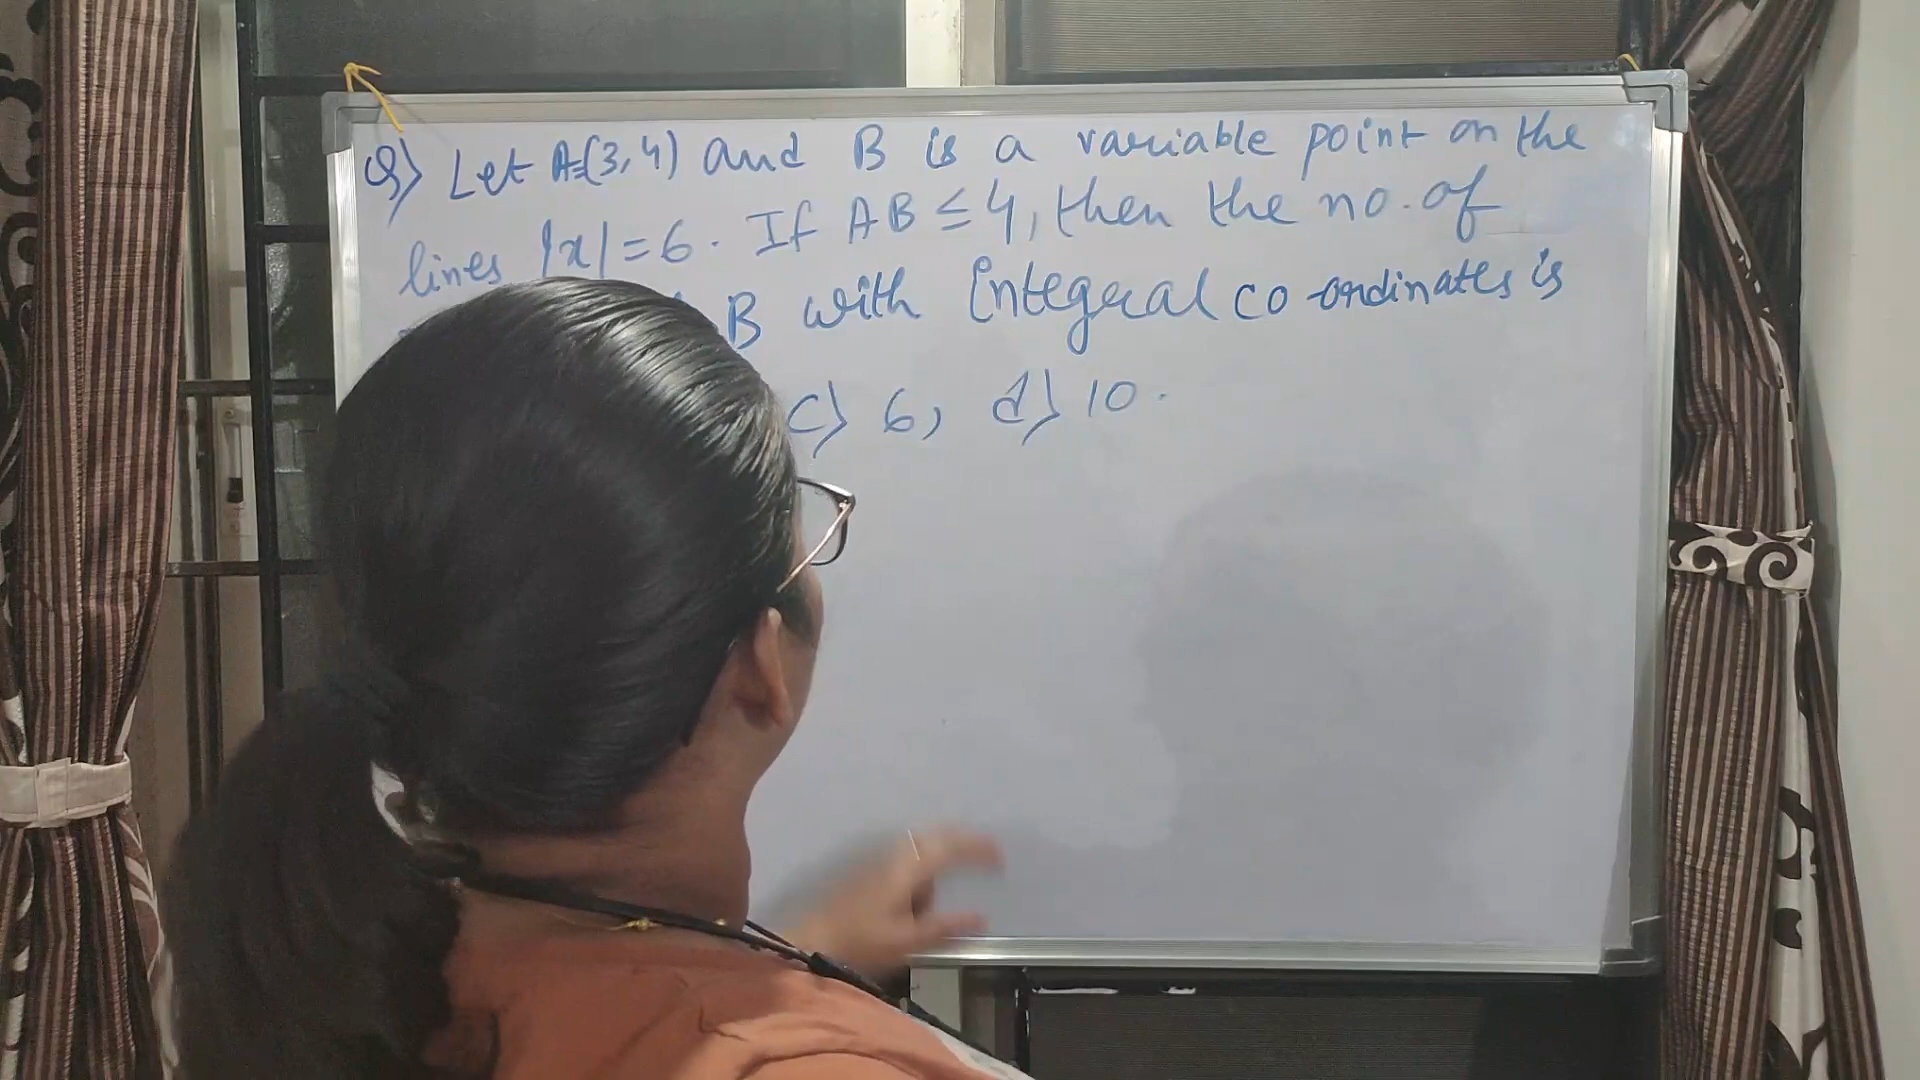 Q) Let A=(3,4) and B is a variable point on the
lines |x|=6. If AB ≤ 4, then the no. of
B with Integral co-ordinates is
c) 6, d) 10.